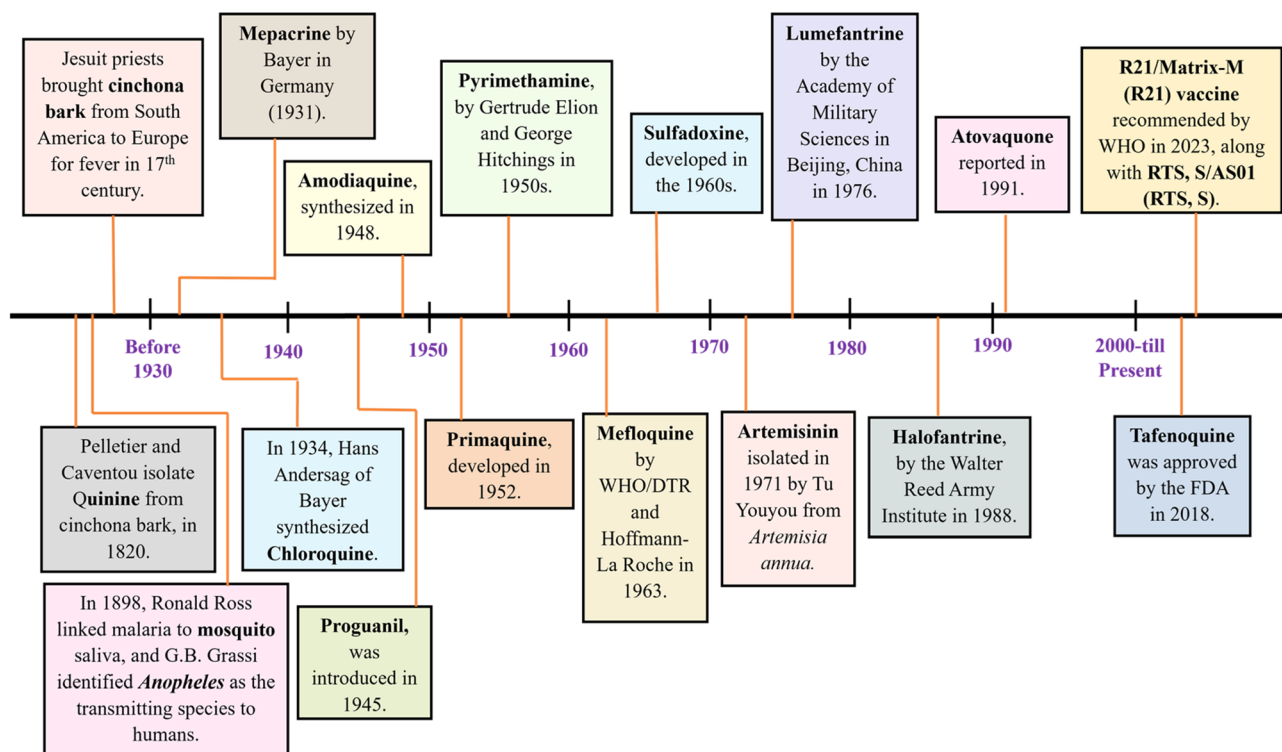 Jesuit priests
brought cinchona
bark from South
America to Europe
for fever in 17th
century.
Mepacrine by
Bayer in
Germany
(1931).
Amodiaquine,
synthesized in
1948.
Pyrimethamine,
by Gertrude Elion
and George
Hitchings in
1950s.
Sulfadoxine,
developed in
the 1960s.
Lumefantrine
by the
Academy of
Military
Sciences in
Beijing, China
in 1976.
Atovaquone
reported in
1991.
R21/Matrix-M
(R21) vaccine
recommended by
WHO in 2023, along
with RTS, S/AS01
(RTS, S).
Before
1930
1940
1950
1960
1970
1980
1990
2000-till
Present
Pelletier and
Caventou isolate
Quinine from
cinchona bark, in
1820.
In 1898, Ronald Ross
linked malaria to mosquito
saliva, and G.B. Grassi
identified Anopheles as the
transmitting species to
humans.
In 1934, Hans
Andersag of
Bayer
synthesized
Chloroquine.
Proguanil,
was
introduced in
1945.
Primaquine,
developed in
1952.
Mefloquine
by
WHO/DTR
and
Hoffmann-
La Roche in
1963.
Artemisinin
isolated in
1971 by Tu
Youyou from
Artemisia
annua.
Halofantrine,
by the Walter
Reed Army
Institute in 1988.
Tafenoquine
was approved
by the FDA
in 2018.